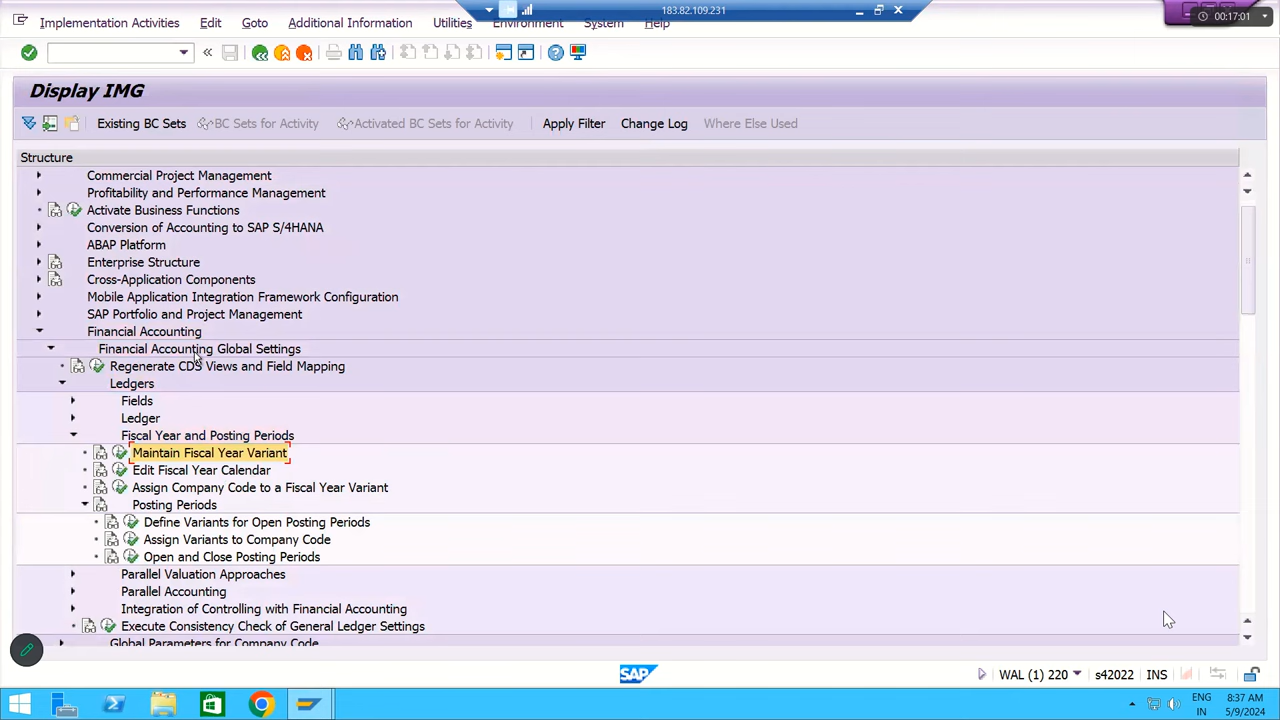 183.82.109.231
00:17:01
Implementation Activities Edit Goto Additional Information Utilities Environment System Help
Display IMG
Existing BC Sets BC Sets for Activity Activated BC Sets for Activity Apply Filter Change Log Where Else Used
Structure
Commercial Project Management
Profitability and Performance Management
Activate Business Functions
Conversion of Accounting to SAP S/4HANA
ABAP Platform
Enterprise Structure
Cross-Application Components
Mobile Application Integration Framework Configuration
SAP Portfolio and Project Management
Financial Accounting
Financial Accounting Global Settings
Regenerate CDS Views and Field Mapping
Ledgers
Fields
Ledger
Fiscal Year and Posting Periods
Maintain Fiscal Year Variant
Edit Fiscal Year Calendar
Assign Company Code to a Fiscal Year Variant
Posting Periods
Define Variants for Open Posting Periods
Assign Variants to Company Code
Open and Close Posting Periods
Parallel Valuation Approaches
Parallel Accounting
Integration of Controlling with Financial Accounting
Execute Consistency Check of General Ledger Settings
Global Parameters for Company Code
SAP
WAL (1) 220 s42022 INS
ENG 8:37 AM
IN 5/9/2024